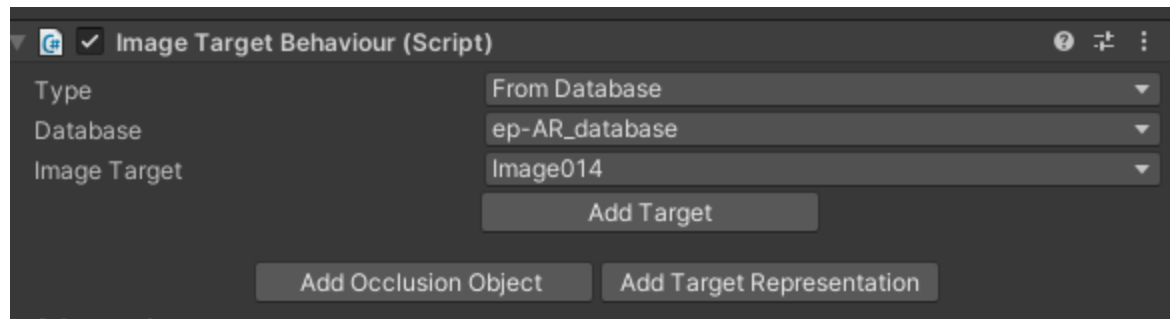 Image Target Behaviour (Script)
Type From Database
Database ep-AR_database
Image Target Image014
Add Target
Add Occlusion Object Add Target Representation